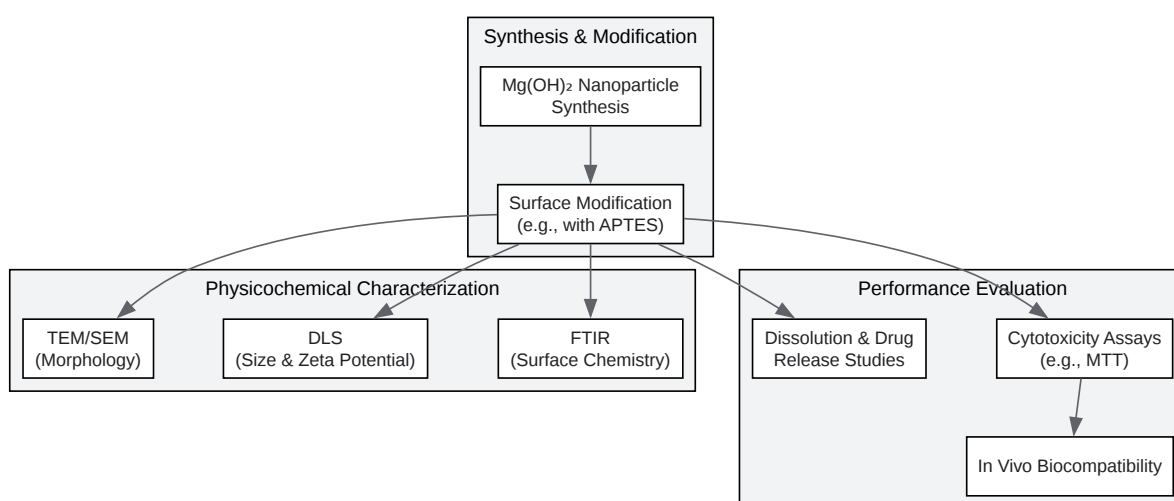 Synthesis & Modification
Mg(OH)₂ Nanoparticle
Synthesis
Surface Modification
(e.g., with APTES)
Physicochemical Characterization
TEM/SEM
(Morphology)
DLS
(Size & Zeta Potential)
FTIR
(Surface Chemistry)
Performance Evaluation
Dissolution & Drug
Release Studies
Cytotoxicity Assays
(e.g., MTT)
In Vivo Biocompatibility